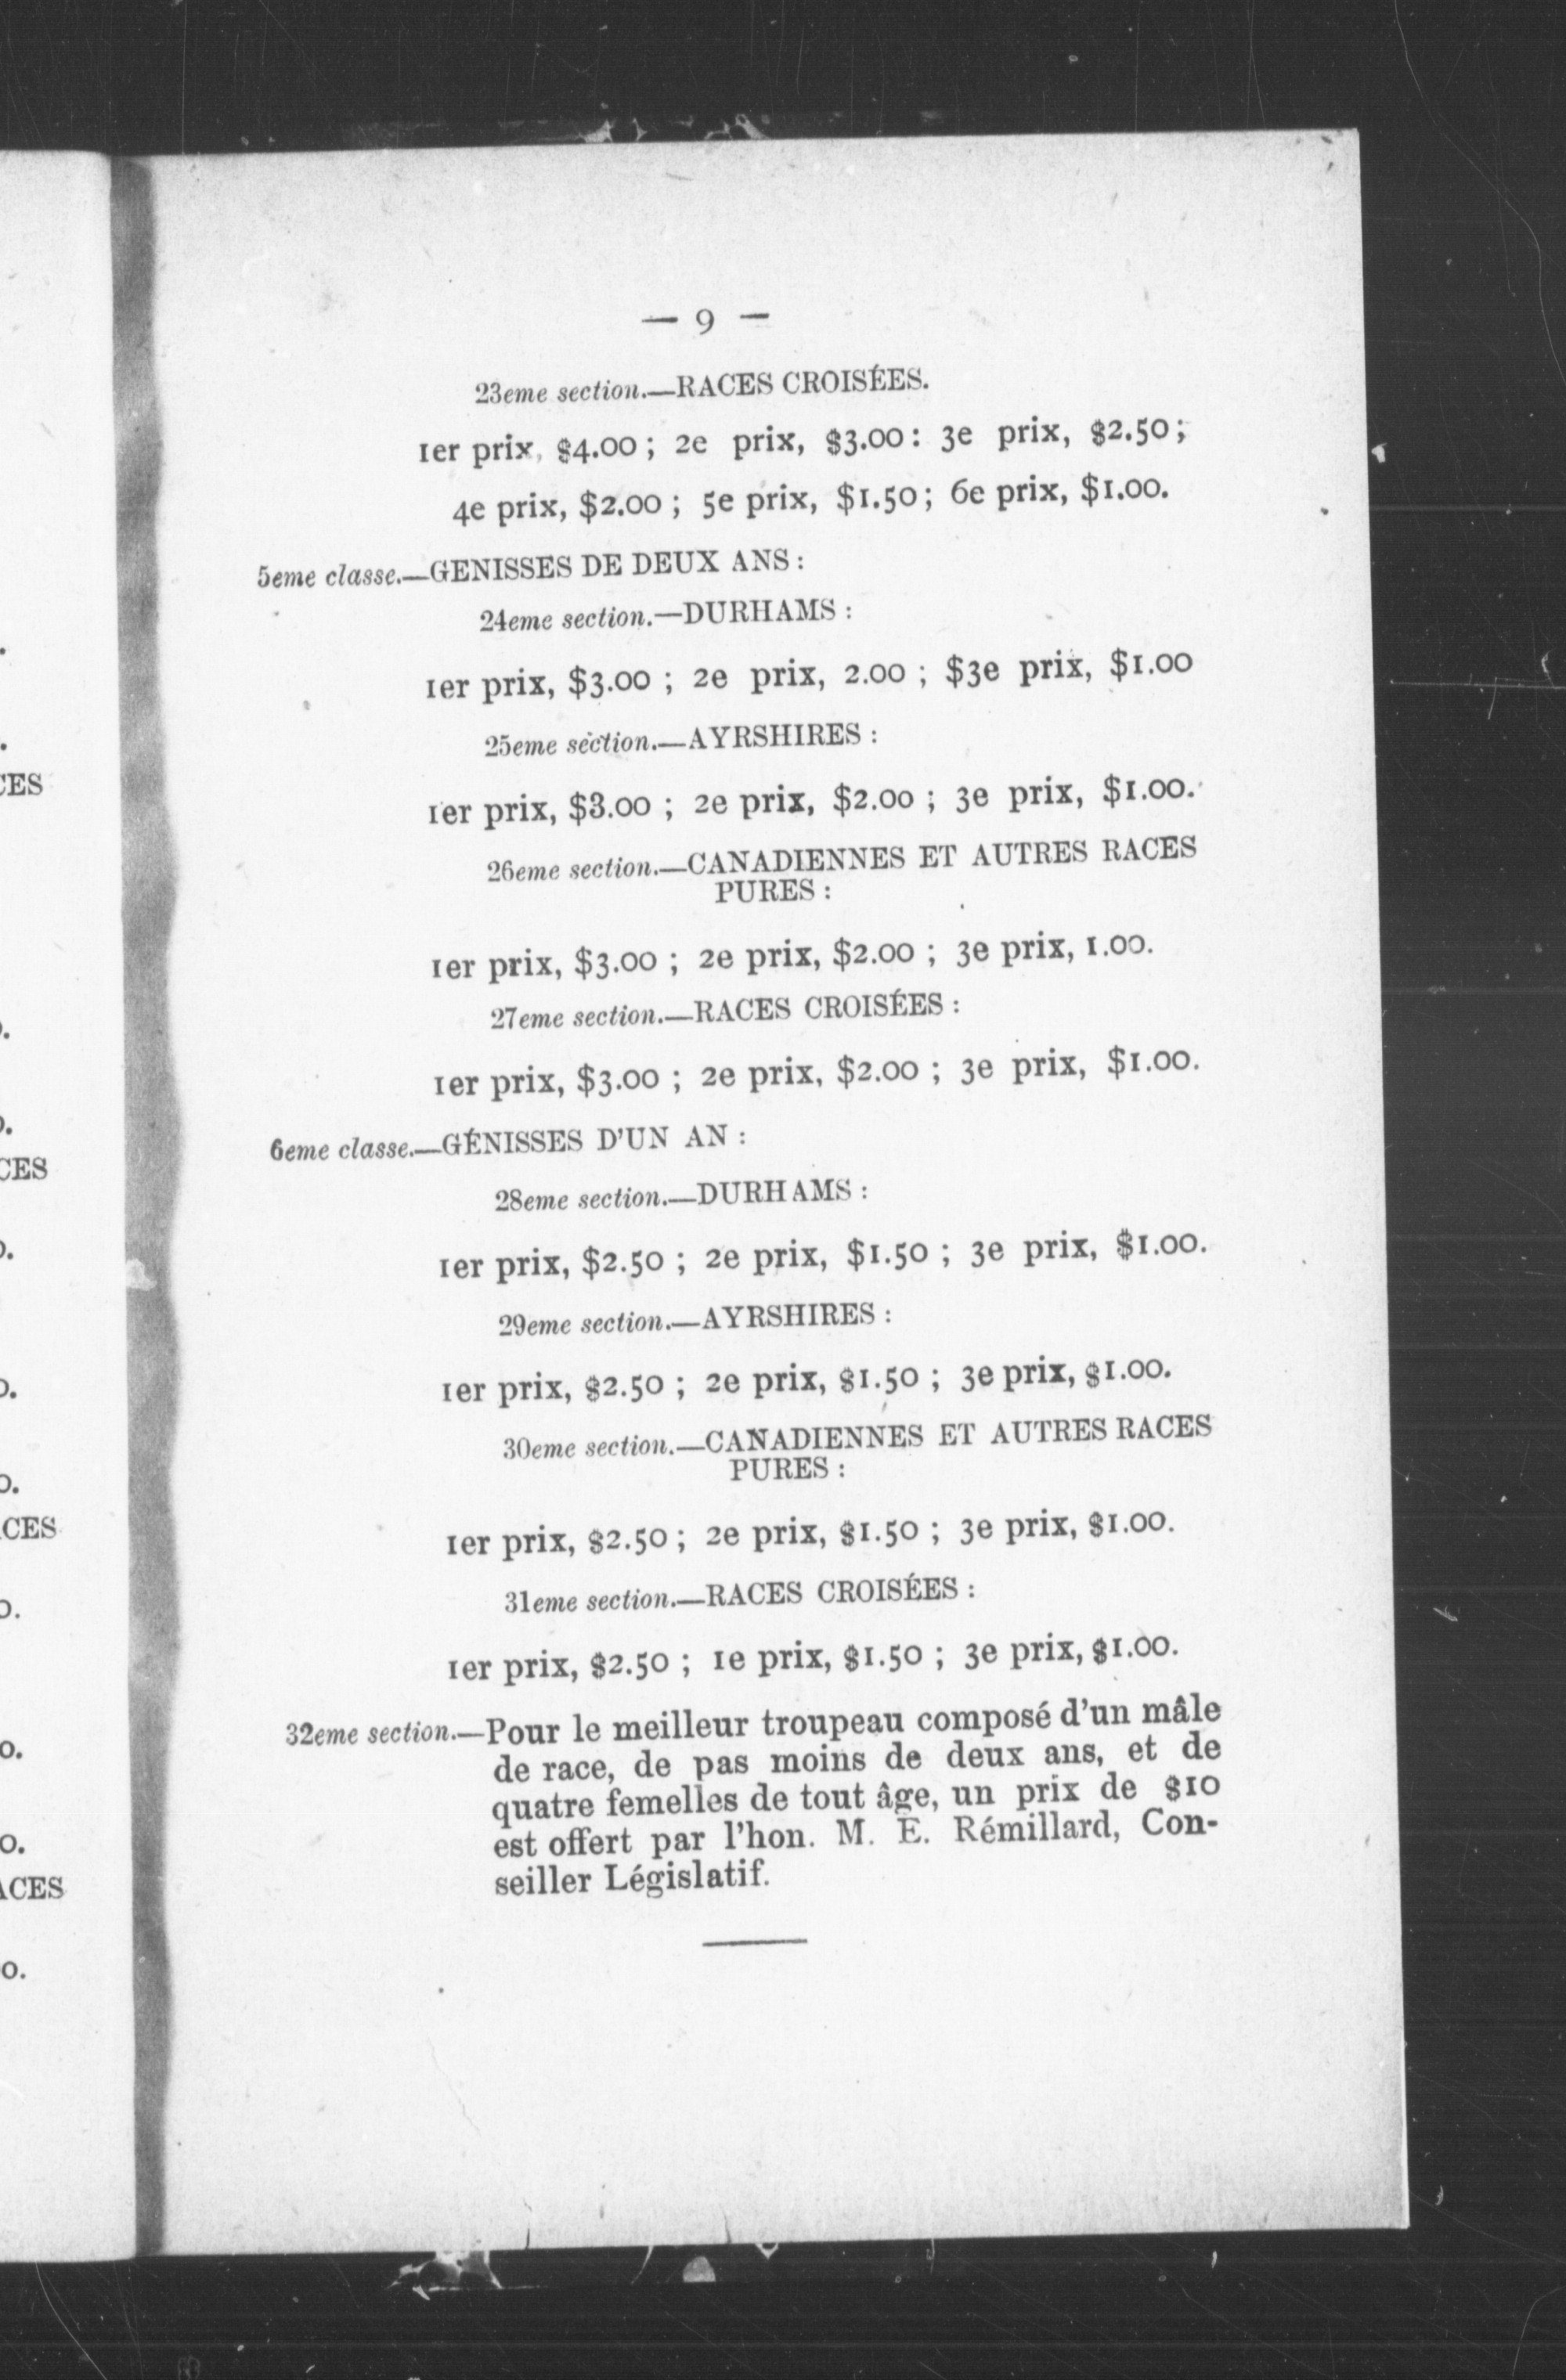 — 9 —
23eme section.—RACES CROISÉES.
1er prix, $4.00 ; 2e prix, $3.00 : 3e prix, $2.50 ;
4e prix, $2.00 ; 5e prix, $1.50 ; 6e prix, $1.00.
5eme classe.—GENISSES DE DEUX ANS :
24eme section.—DURHAMS :
1er prix, $3.00 ; 2e prix, 2.00 ; $3e prix, $1.00
25eme section.—AYRSHIRES :
1er prix, $3.00 ; 2e prix, $2.00 ; 3e prix, $1.00.
26eme section.—CANADIENNES ET AUTRES RACES
PURES :
1er prix, $3.00 ; 2e prix, $2.00 ; 3e prix, 1.00.
27eme section.—RACES CROISÉES :
1er prix, $3.00 ; 2e prix, $2.00 ; 3e prix, $1.00.
6eme classe.—GÉNISSES D'UN AN :
28eme section.—DURHAMS :
1er prix, $2.50 ; 2e prix, $1.50 ; 3e prix, $1.00.
29eme section.—AYRSHIRES :
1er prix, $2.50 ; 2e prix, $1.50 ; 3e prix, $1.00.
30eme section.—CANADIENNES ET AUTRES RACES
PURES :
1er prix, $2.50 ; 2e prix, $1.50 ; 3e prix, $1.00.
31eme section.—RACES CROISÉES :
1er prix, $2.50 ; 1e prix, $1.50 ; 3e prix, $1.00.
32eme section.—Pour le meilleur troupeau composé d'un mâle
de race, de pas moins de deux ans, et de
quatre femelles de tout âge, un prix de $10
est offert par l'hon. M. E. Rémillard, Con-
seiller Législatif.